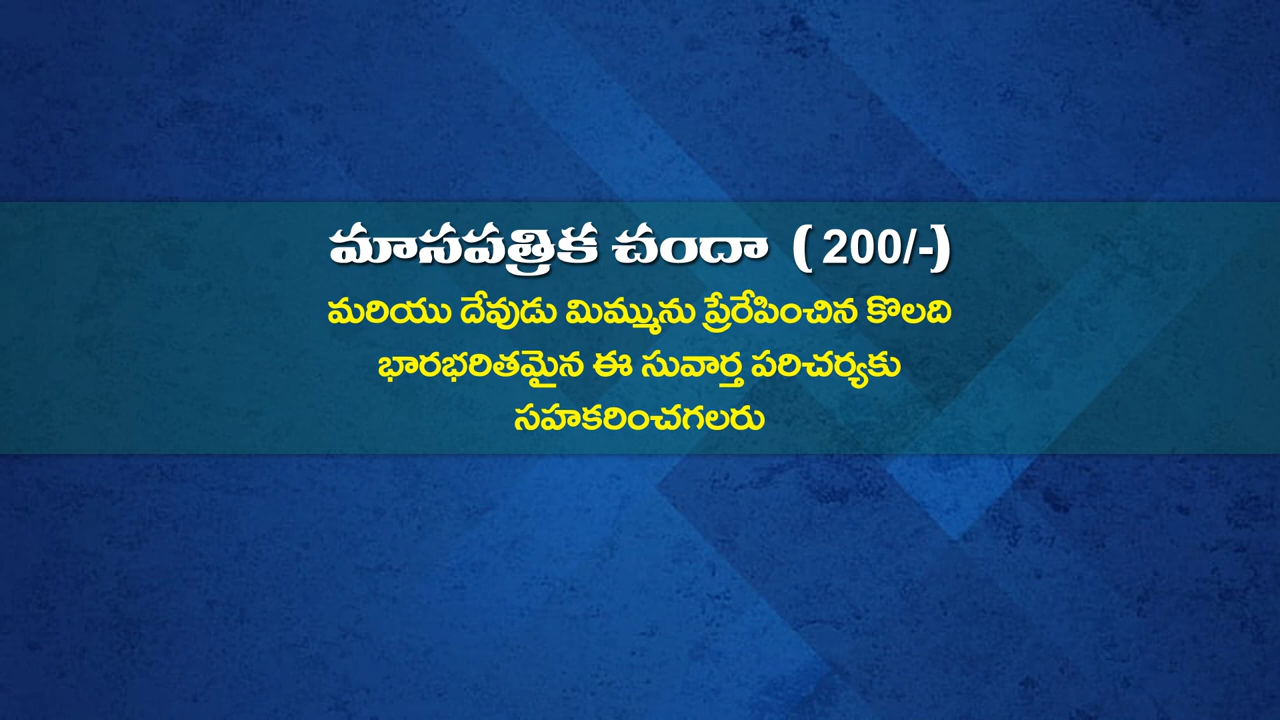 మాసపత్రిక చందా ( 200/-)
మరియు దేవుడు మిమ్మును ప్రేరేపించిన కొలది
భారభరితమైన ఈ సువార్త పరిచర్యకు
సహకరించగలరు